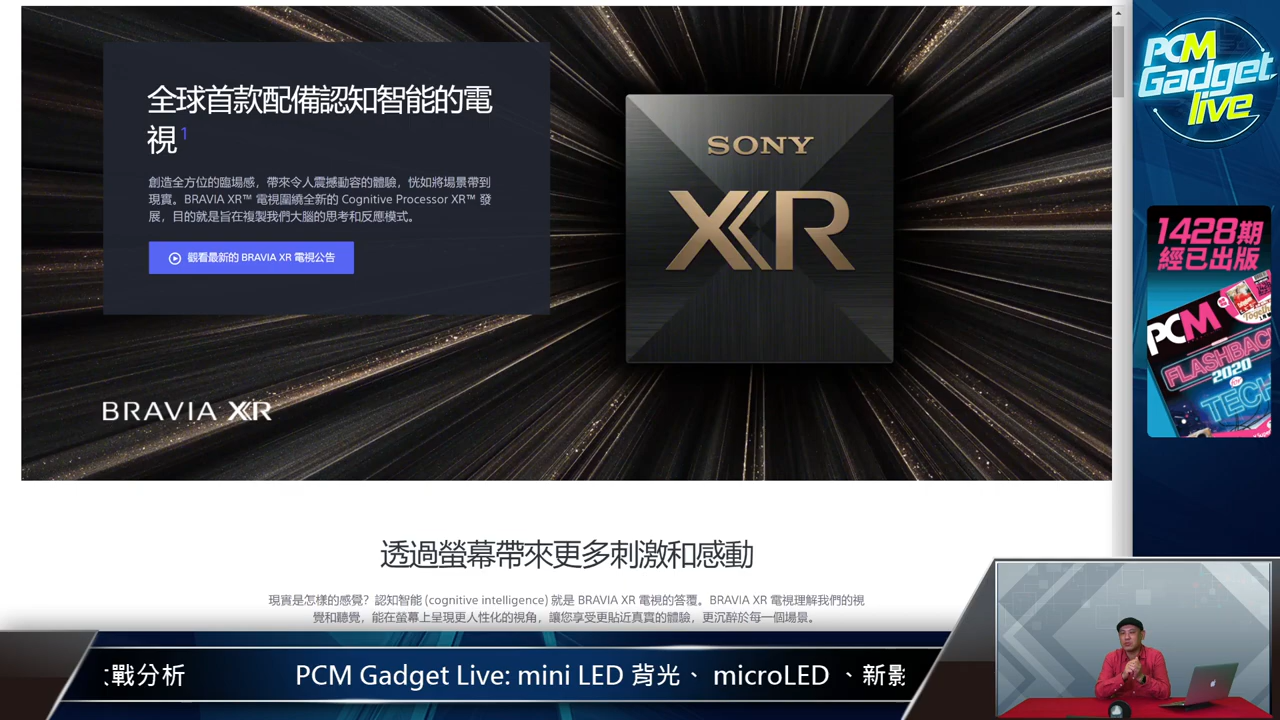 全球首款配備認知智能的電
視1
創造全方位的臨場感，帶來令人震撼動容的體驗，恍如將場景帶到
現實。BRAVIA XR™ 電視圍繞全新的 Cognitive Processor XR™ 發
展，目的就是旨在複製我們大腦的思考和反應模式。
觀看最新的 BRAVIA XR 電視公告
SONY
XR
BRAVIA XR
透過螢幕帶來更多刺激和感動
現實是怎樣的感覺？認知智能 (cognitive intelligence) 就是 BRAVIA XR 電視的答覆。BRAVIA XR 電視理解我們的視
覺和聽覺，能在螢幕上呈現更人性化的視角，讓您享受更貼近真實的體驗，更沉醉於每一個場景。
PCM
Gadget
live
1428期
經已出版
PCM
FLASHBACK
2020
TECH
戰分析
PCM Gadget Live: mini LED 背光、 microLED 、新影